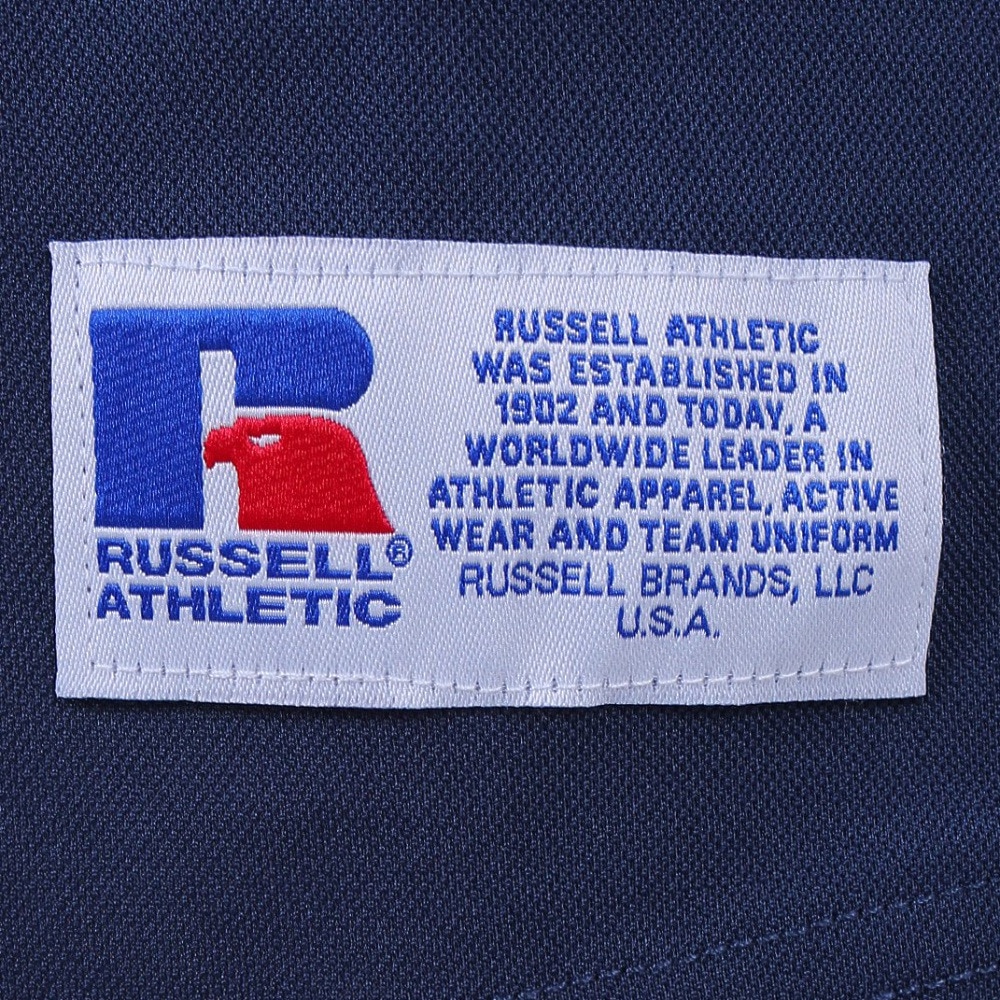 RUSSELL®
ATHLETIC
RUSSELL ATHLETIC
WAS ESTABLISHED IN
1902 AND TODAY, A
WORLDWIDE LEADER IN
ATHLETIC APPAREL, ACTIVE
WEAR AND TEAM UNIFORM
RUSSELL BRANDS, LLC
U.S.A.